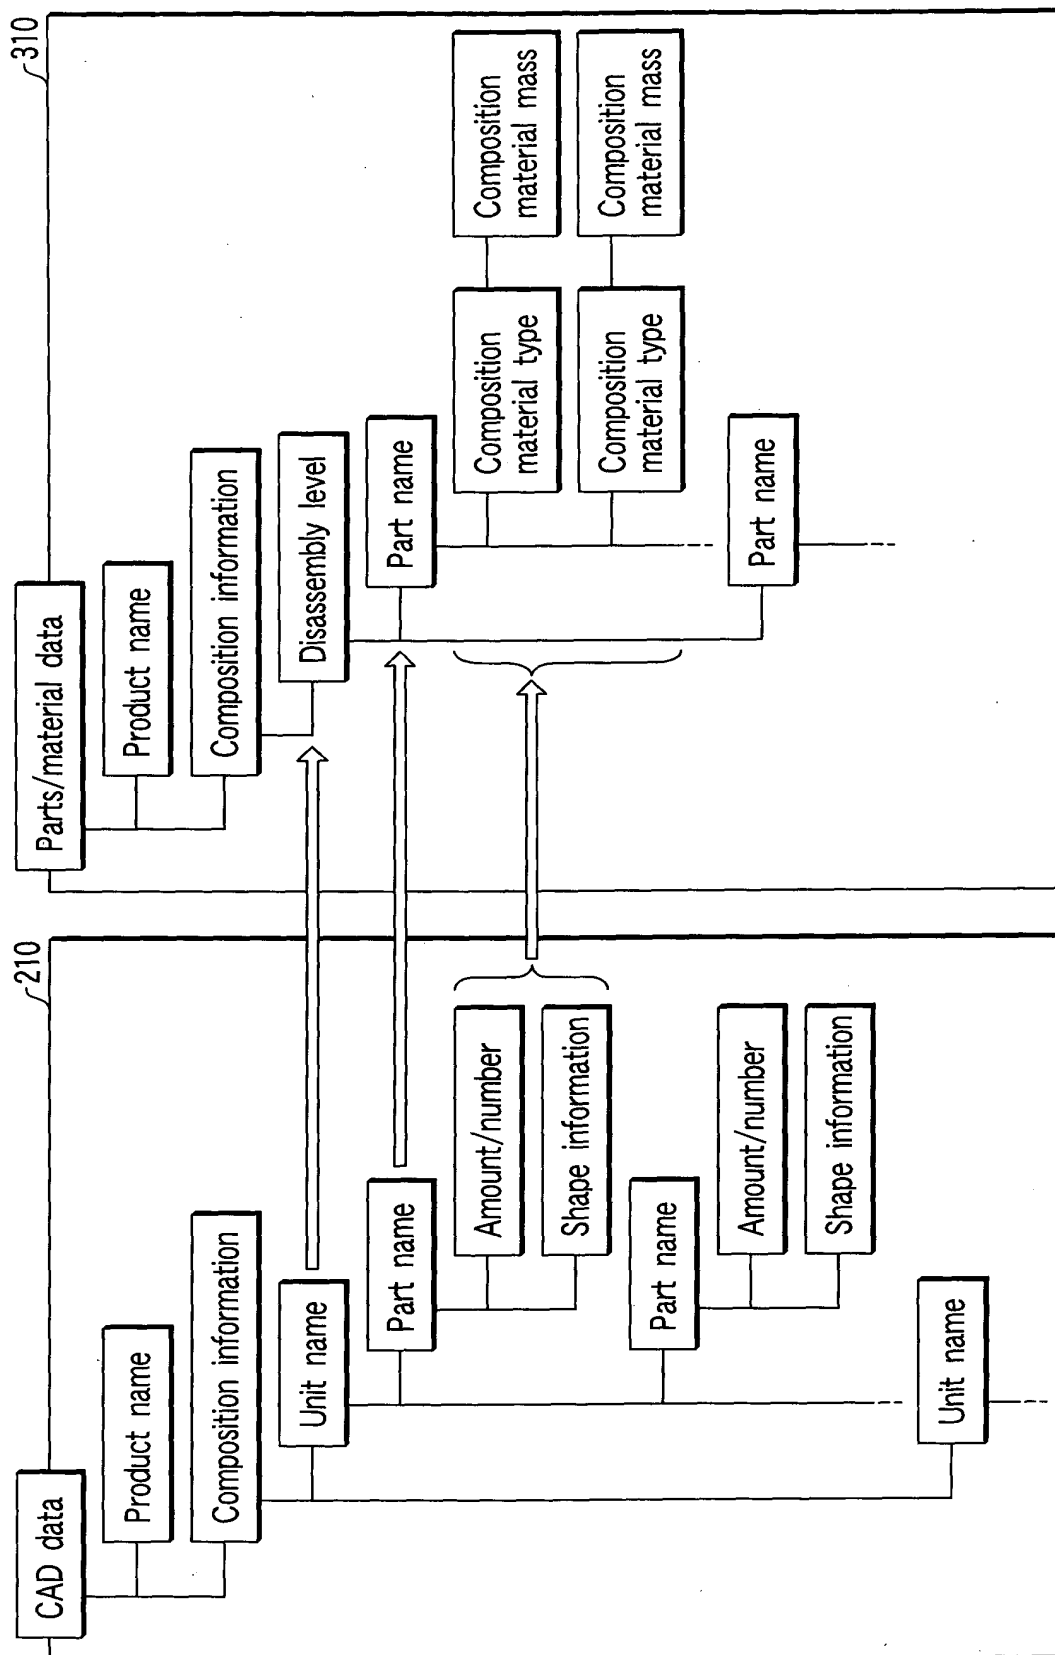 210
CAD data
Product name
Composition information
Unit name
Part name
Amount/number
Shape information
Part name
Amount/number
Shape information
Unit name
310
Parts/material data
Product name
Composition information
Disassembly level
Part name
Composition
material type
Composition
material mass
Composition
material type
Composition
material mass
Part name